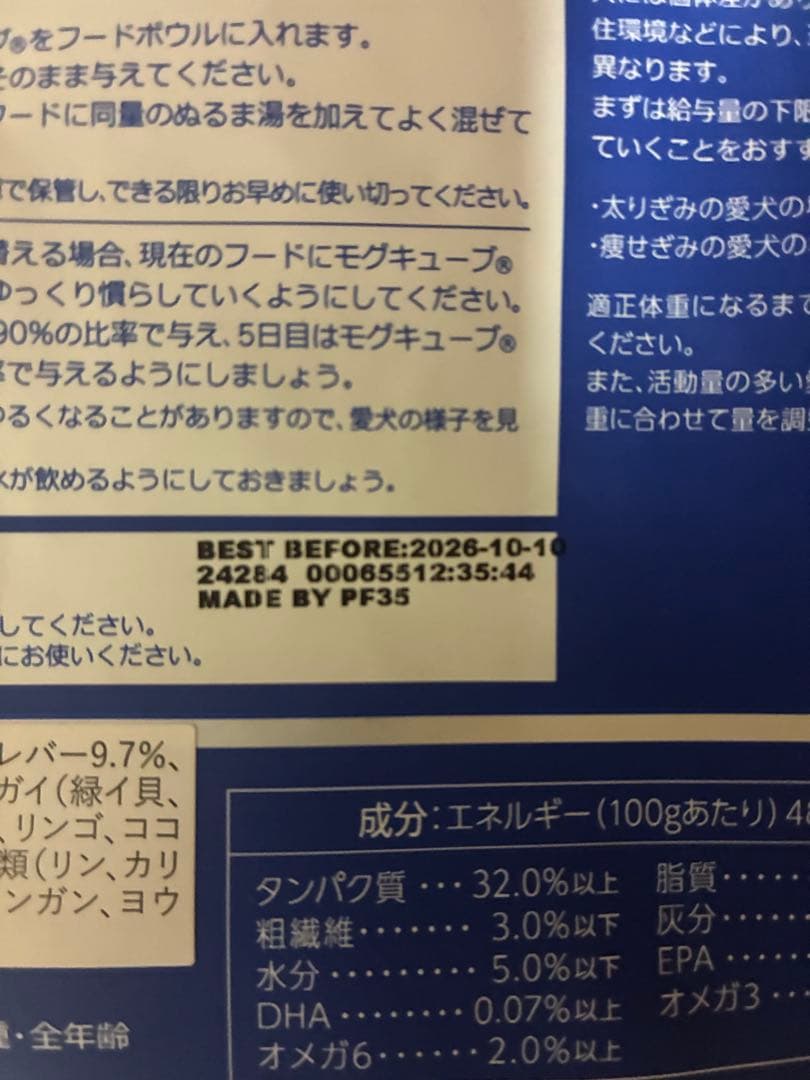 ®をフードボウルに入れます。
そのまま与えてください。
フードに同量のぬるま湯を加えてよく混ぜて
で保管し、できる限りお早めに使い切ってください。
替える場合、現在のフードにモグキューブ®
ゆっくり慣らしていくようにしてください。
90%の比率で与え、5日目はモグキューブ®
で与えるようにしましょう。
ゆるくなることがありますので、愛犬の様子を見
水が飲めるようにしておきましょう。
住環境などにより、
異なります。
まずは給与量の下限
ていくことをおすす
・太りぎみの愛犬の
・痩せぎみの愛犬の
適正体重になるまで
ください。
また、活動量の多い
重に合わせて量を調整
BEST BEFORE:2026-10-10
24284 00065512:35:44
MADE BY PF35
してください。
にお使いください。
レバー9.7%、
ガイ(緑イ貝、
、リンゴ、ココ
類(リン、カリ
ンガン、ヨウ
・全年齢
成分:エネルギー(100gあたり)
タンパク質・・・32.0%以上
粗繊維・・・・・・・3.0%以下
水分・・・・・・・・・5.0%以下
DHA・・・・・・・・0.07%以上
オメガ6・・・・・・2.0%以上
脂質・・・・・
灰分・・・・・
EPA・・・・・
オメガ3・・・